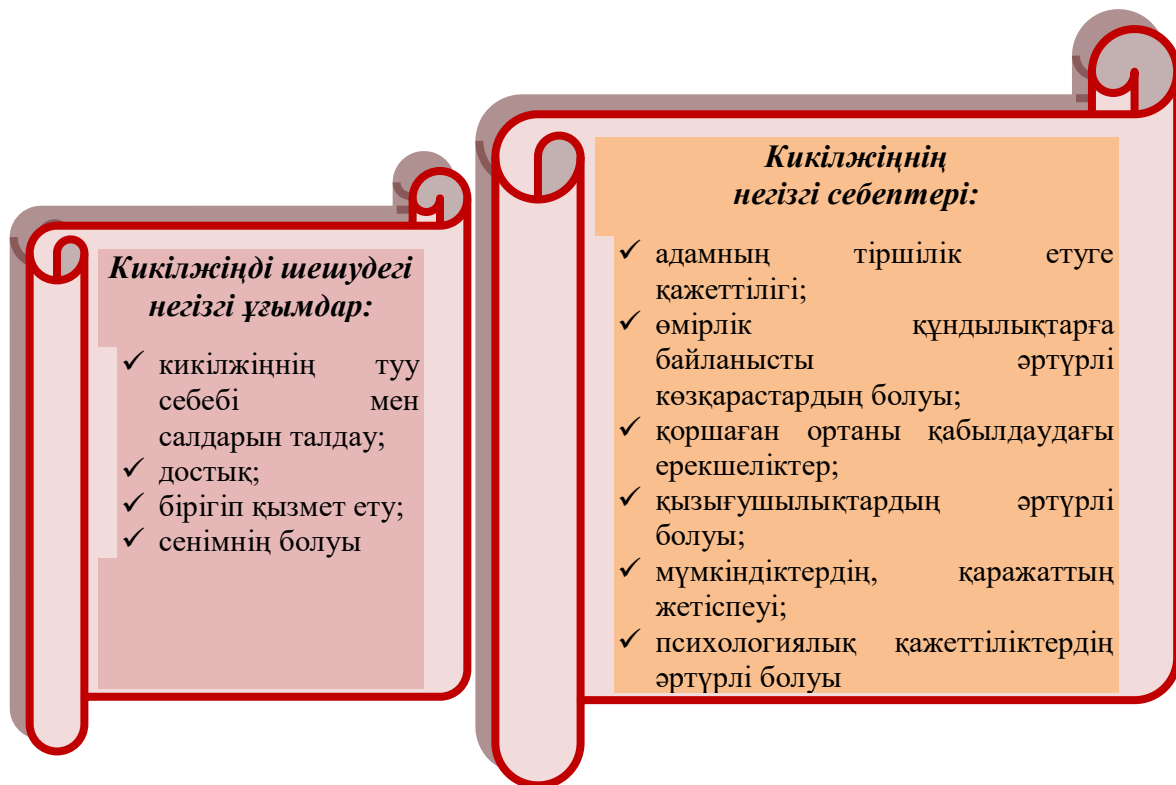 Кикілжіңді шешудегі
негізгі ұғымдар:
✓ кикілжіңнің туу
себебі мен
салдарын талдау;
✓ достық;
✓ бірігіп қызмет ету;
✓ сенімнің болуы
Кикілжіңнің
негізгі себептері:
✓ адамның тіршілік етуге
қажеттілігі;
✓ өмірлік құндылықтарға
байланысты әртүрлі
көзқарастардың болуы;
✓ қоршаған ортаны қабылдаудағы
ерекшеліктер;
✓ қызығушылықтардың әртүрлі
болуы;
✓ мүмкіндіктердің, қаражаттың
жетіспеуі;
✓ психологиялық қажеттіліктердің
әртүрлі болуы